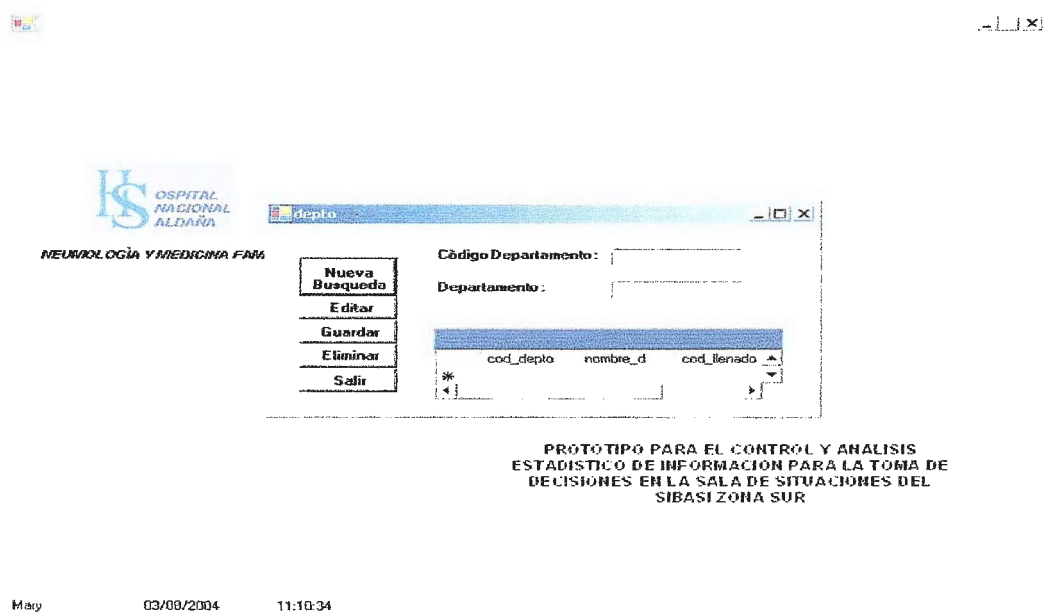 HS OSPITAL
NACIONAL
ALDAÑA
NEUMOLOGÌA Y MEDICINA FAM
depto
Nueva
Busqueda
Editar
Guardar
Eliminar
Salir
Còdigo Departamento :
Departamento :
cod_depto nombre_d cod_llenado
PROTOTIPO PARA EL CONTROL Y ANALISIS
ESTADISTICO DE INFORMACION PARA LA TOMA DE
DECISIONES EN LA SALA DE SITUACIONES DEL
SIBASI ZONA SUR
Mary 03/08/2004 11:10:34